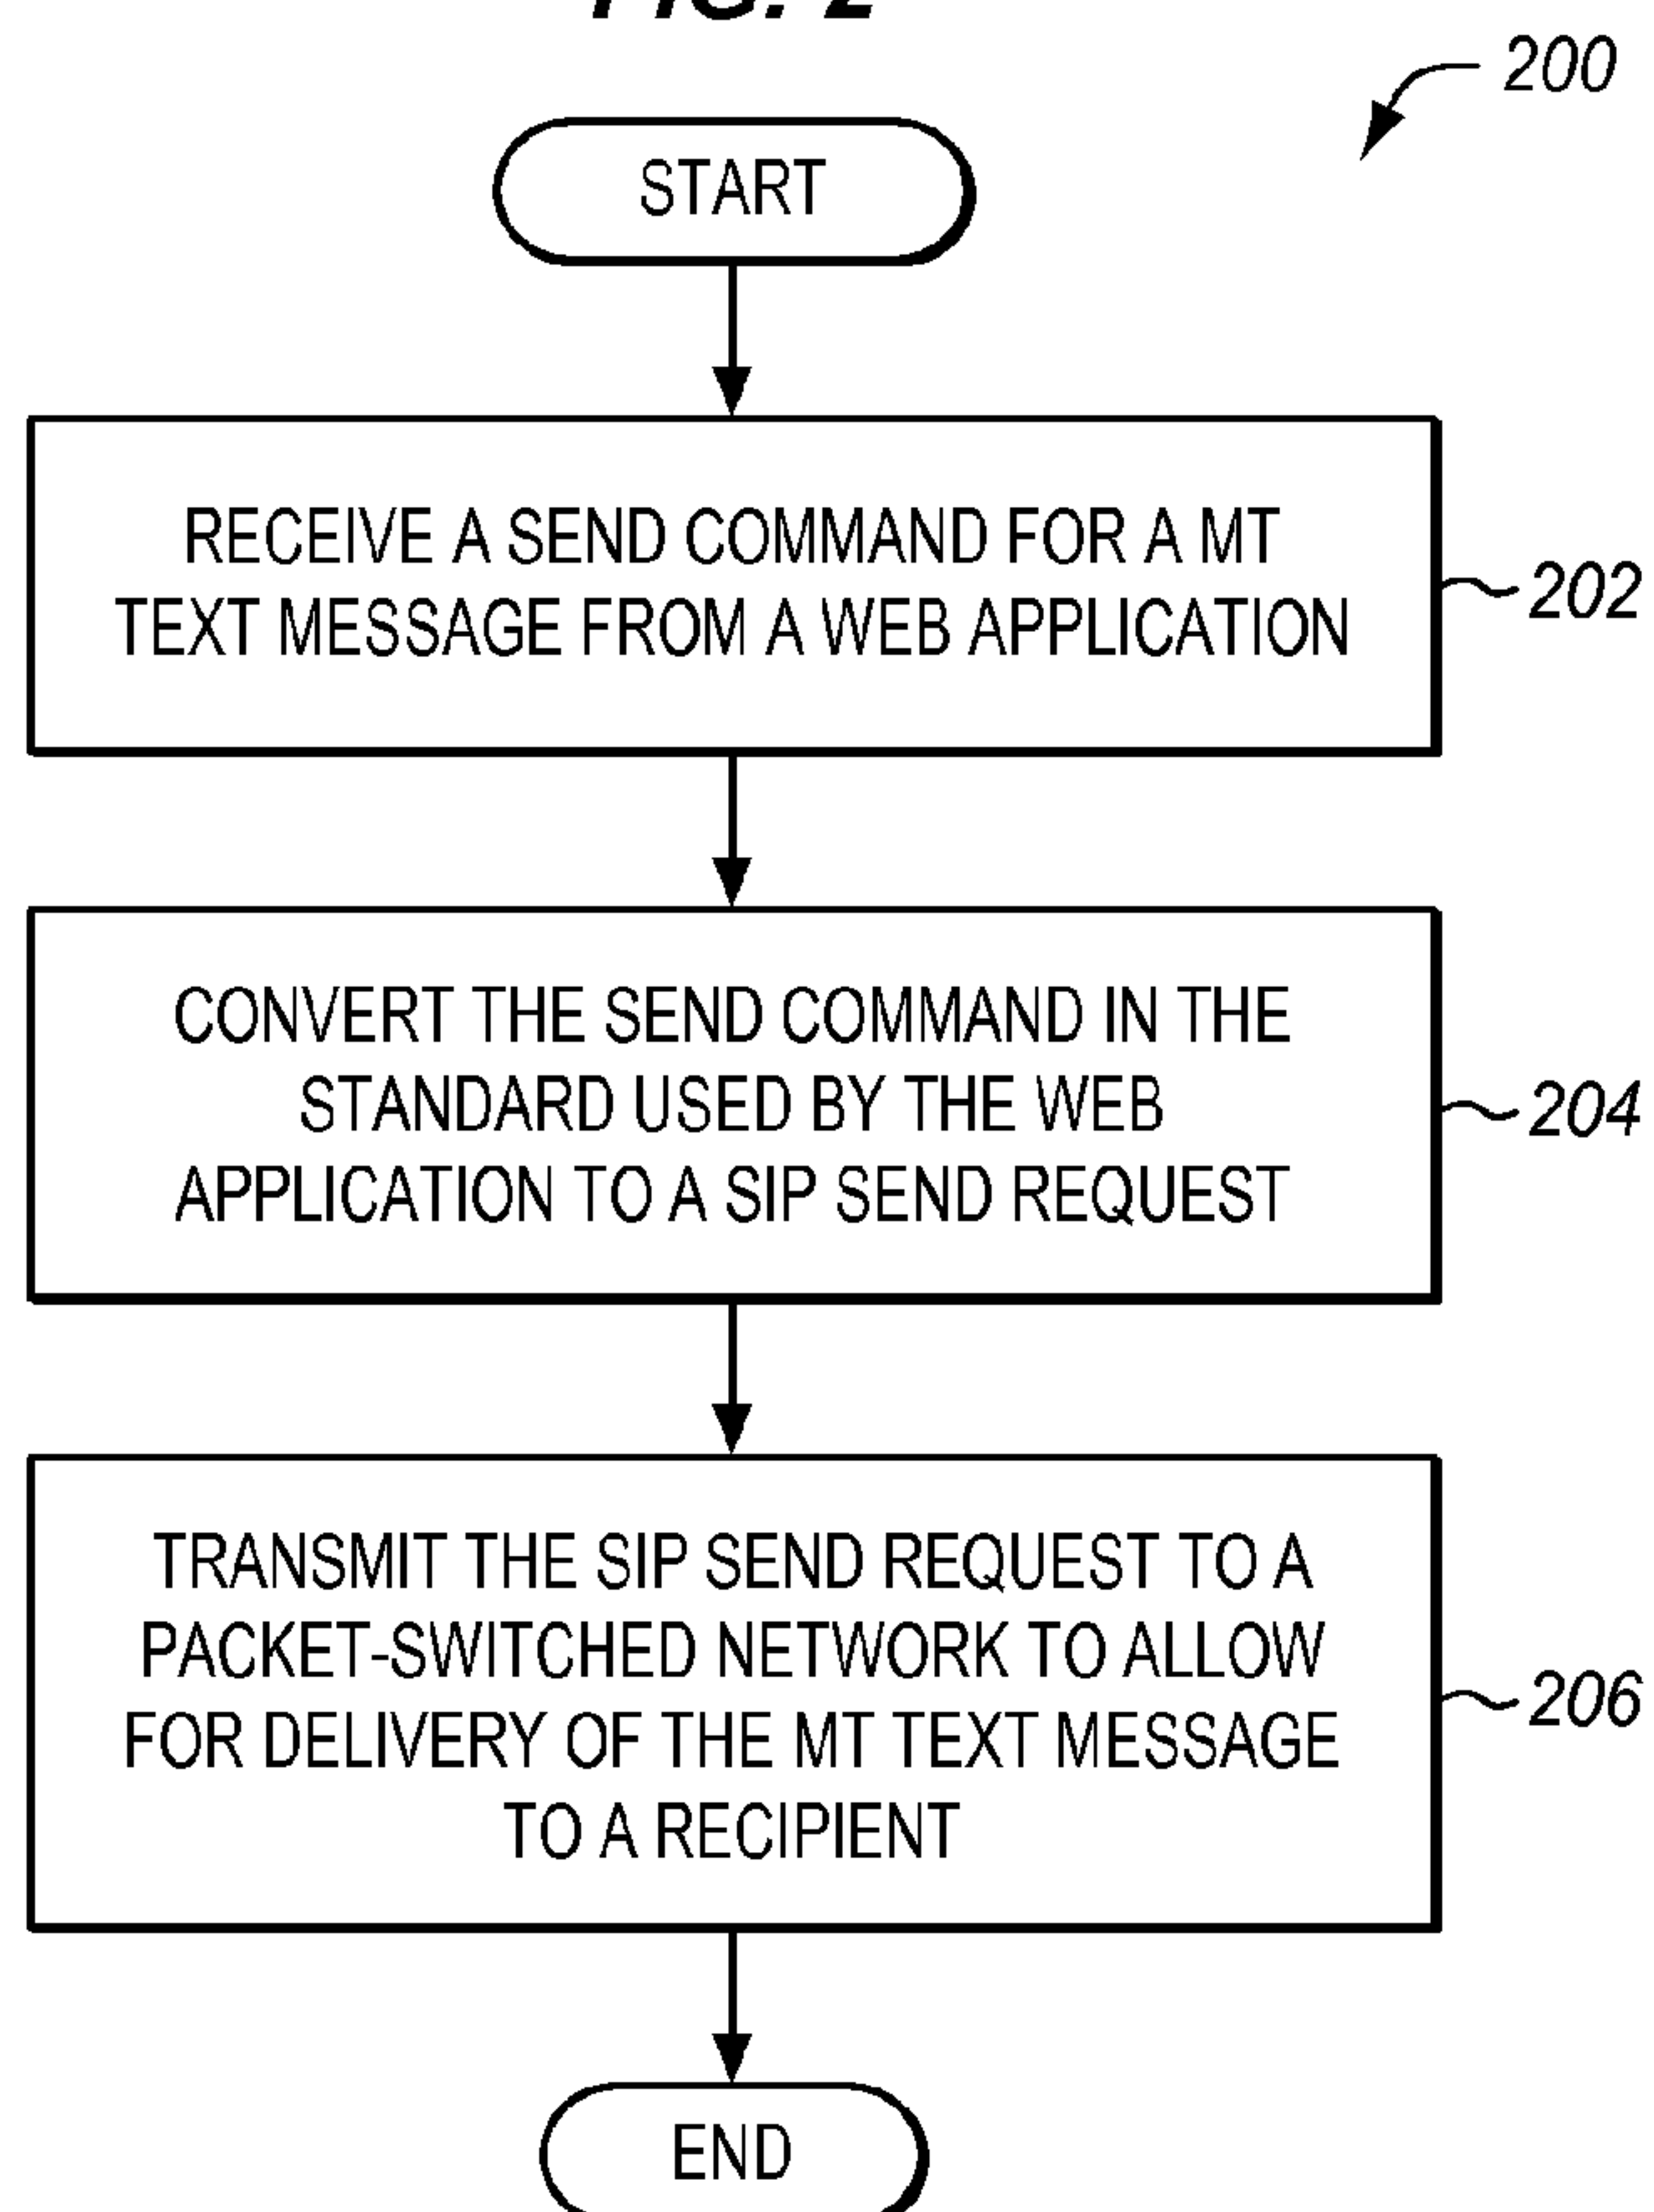 FIG. 2
200
START
RECEIVE A SEND COMMAND FOR A MT
TEXT MESSAGE FROM A WEB APPLICATION
202
CONVERT THE SEND COMMAND IN THE
STANDARD USED BY THE WEB
APPLICATION TO A SIP SEND REQUEST
204
TRANSMIT THE SIP SEND REQUEST TO A
PACKET-SWITCHED NETWORK TO ALLOW
FOR DELIVERY OF THE MT TEXT MESSAGE
TO A RECIPIENT
206
END